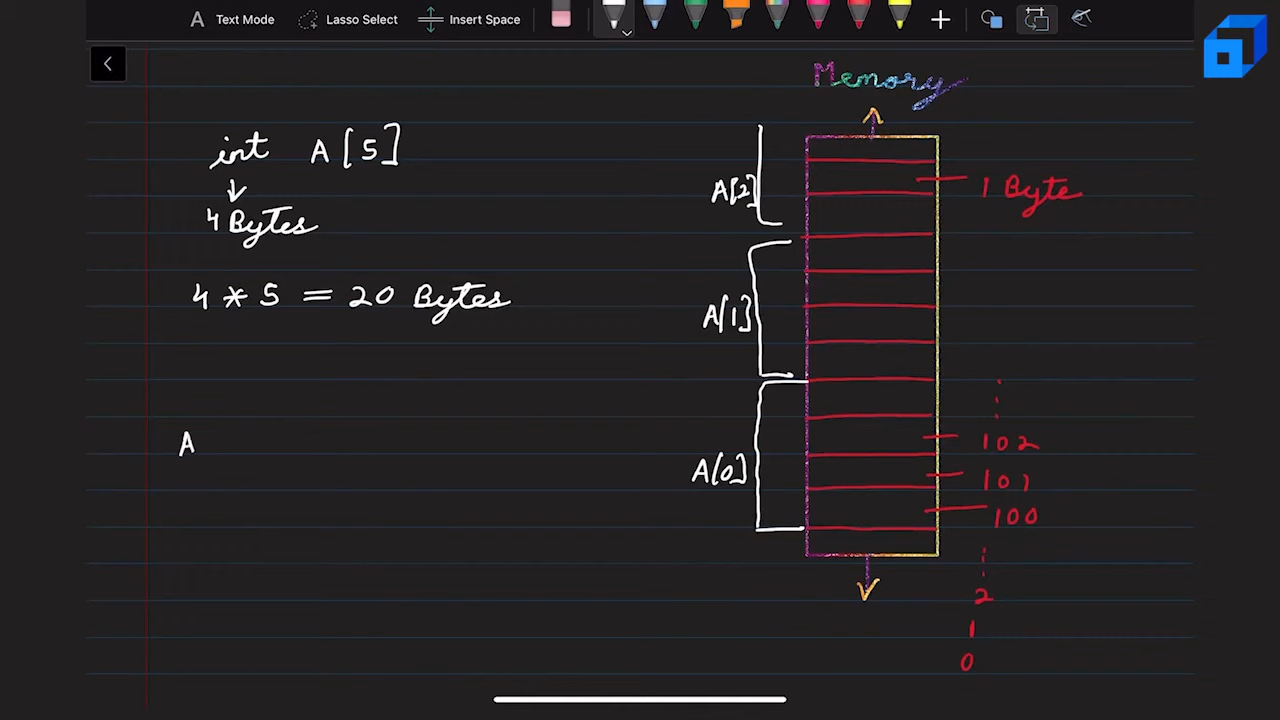 A Text Mode Lasso Select Insert Space
Memory
int A[5]
4 Bytes
4 * 5 = 20 Bytes
A
A[2]
1 Byte
A[1]
A[0]
102
101
100
2
1
0